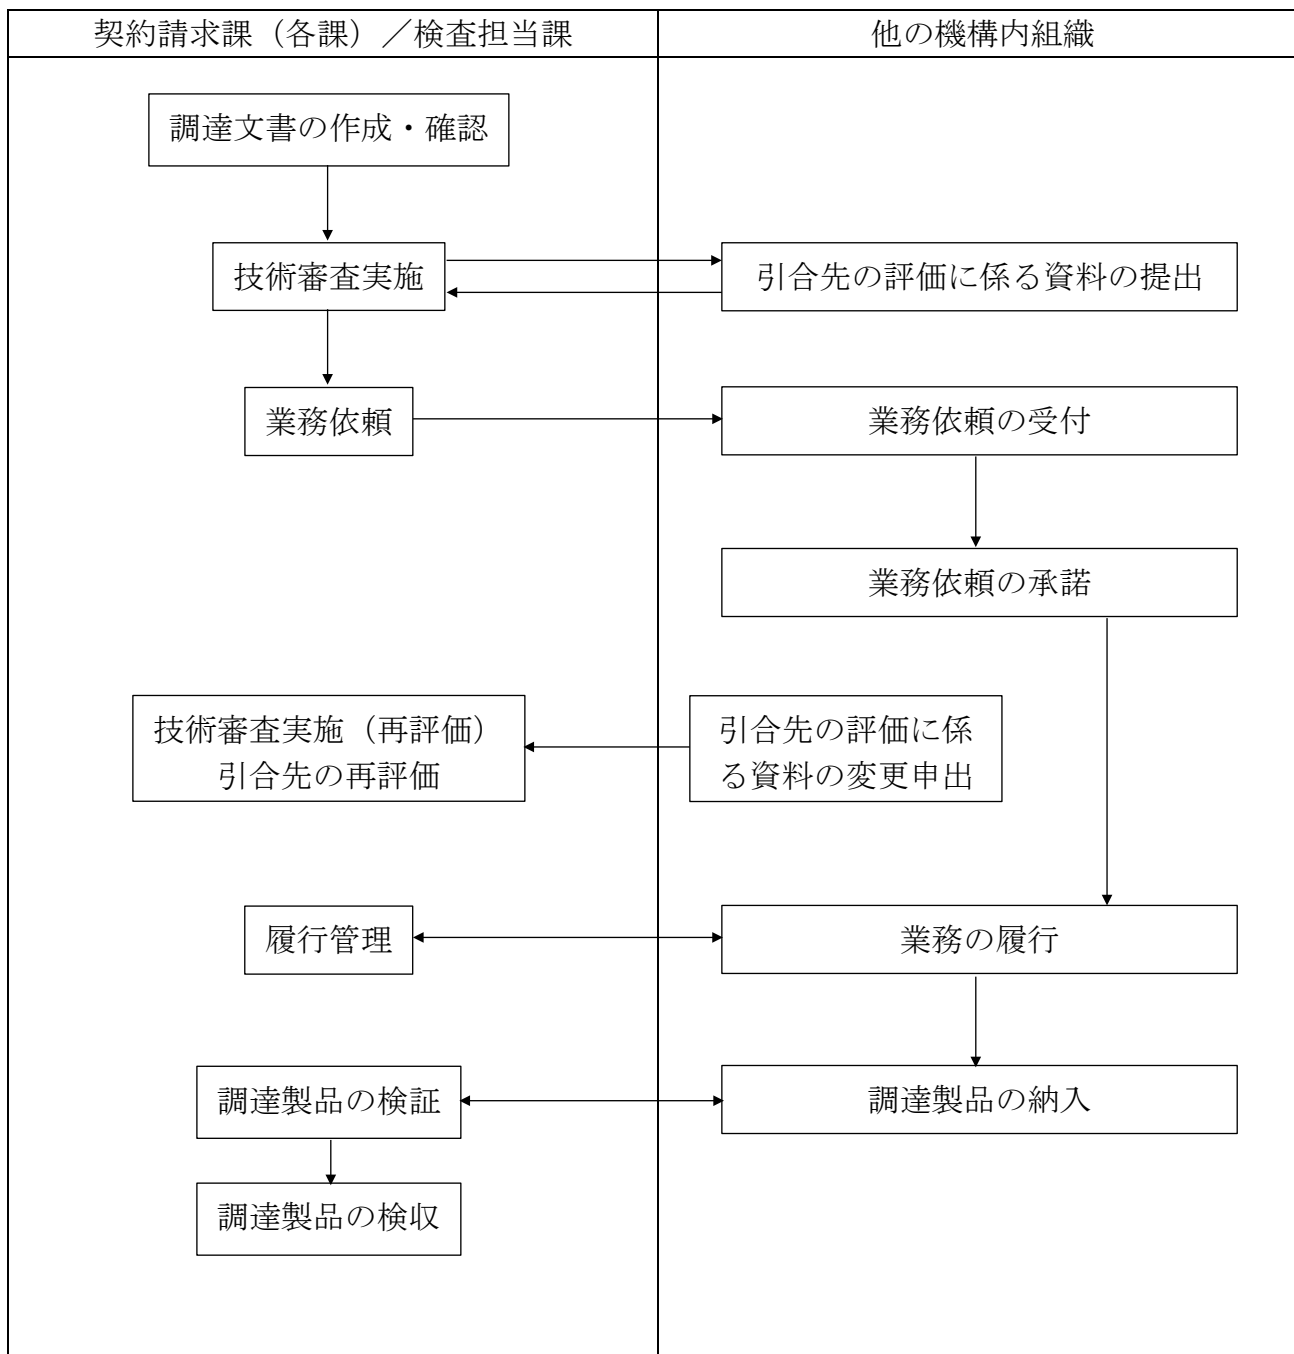 契約請求課（各課）／検査担当課
他の機構内組織
調達文書の作成・確認
技術審査実施
引合先の評価に係る資料の提出
業務依頼
業務依頼の受付
業務依頼の承諾
技術審査実施（再評価）
引合先の再評価
引合先の評価に係
る資料の変更申出
履行管理
業務の履行
調達製品の検証
調達製品の納入
調達製品の検収